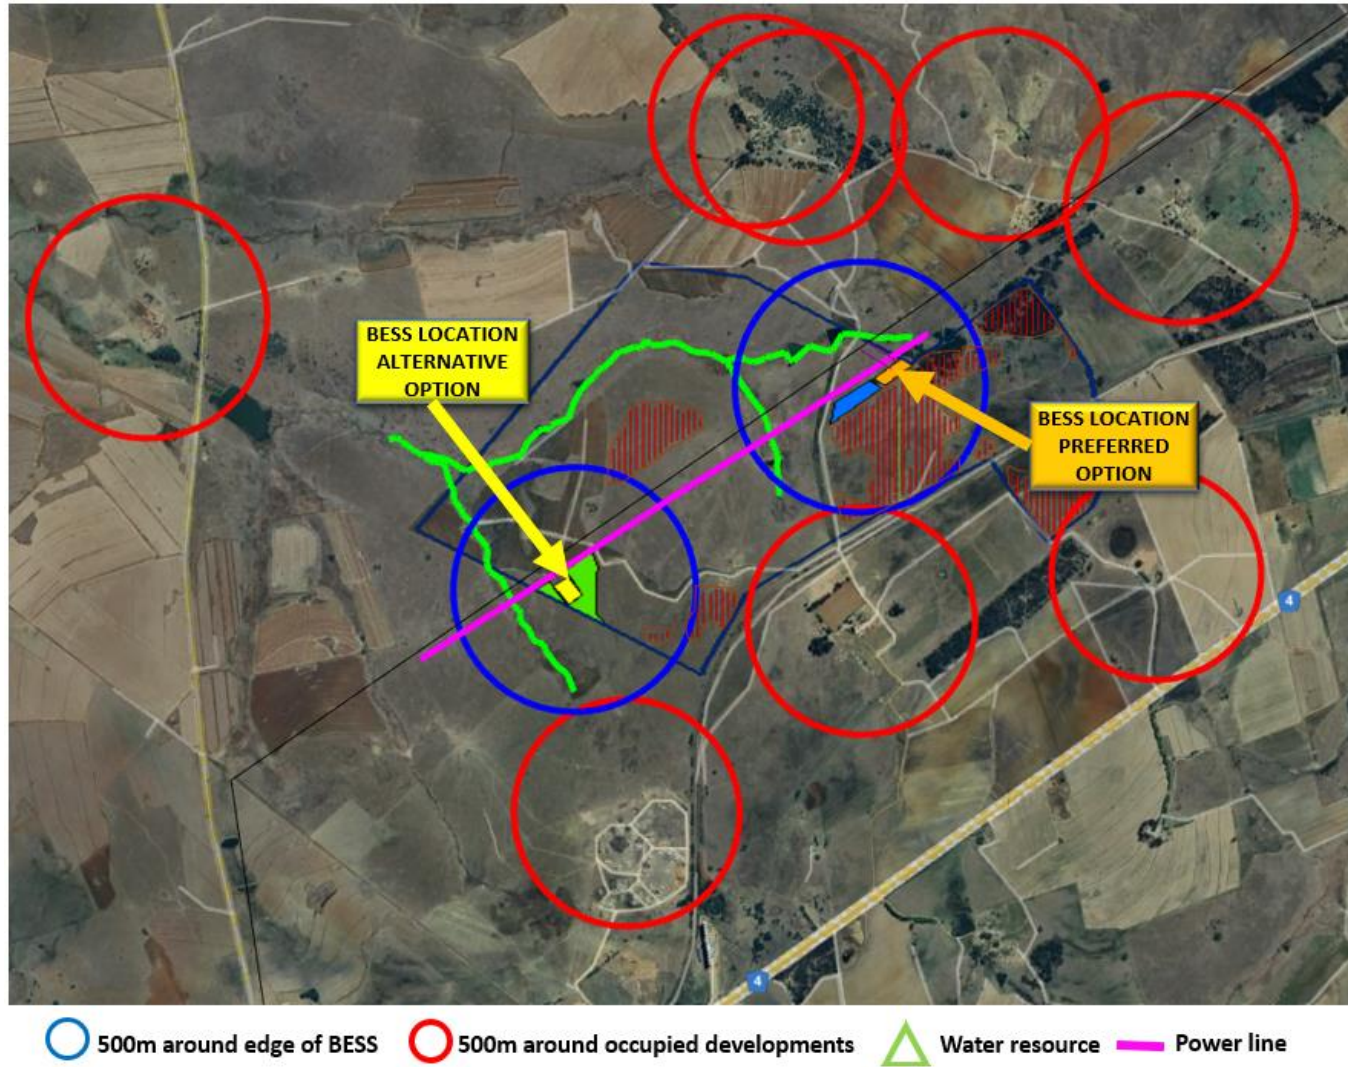 BESS LOCATION
ALTERNATIVE
OPTION
BESS LOCATION
PREFERRED
OPTION
4
4
500m around edge of BESS
500m around occupied developments
Water resource
Power line